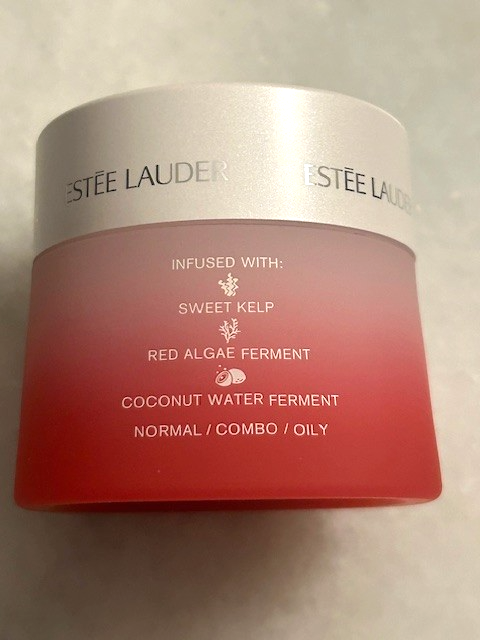 ESTĒE LAUDER ESTĒE LAUDER
INFUSED WITH:
SWEET KELP
RED ALGAE FERMENT
COCONUT WATER FERMENT
NORMAL / COMBO / OILY